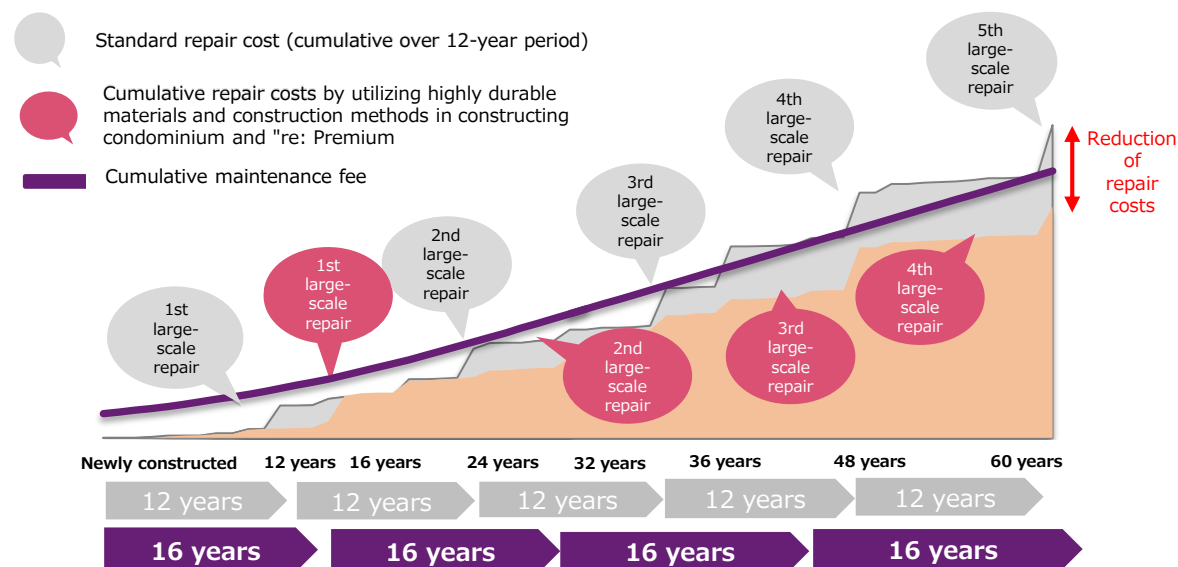 Standard repair cost (cumulative over 12-year period)
Cumulative repair costs by utilizing highly durable
materials and construction methods in constructing
condominium and "re: Premium
Cumulative maintenance fee
1st
large-
scale
repair
1st
large-
scale
repair
2nd
large-
scale
repair
2nd
large-
scale
repair
3rd
large-
scale
repair
3rd
large-
scale
repair
4th
large-
scale
repair
4th
large-
scale
repair
5th
large-
scale
repair
Reduction
of
repair
costs
Newly constructed
12 years
16 years
24 years
32 years
36 years
48 years
60 years
12 years
12 years
12 years
12 years
12 years
16 years
16 years
16 years
16 years